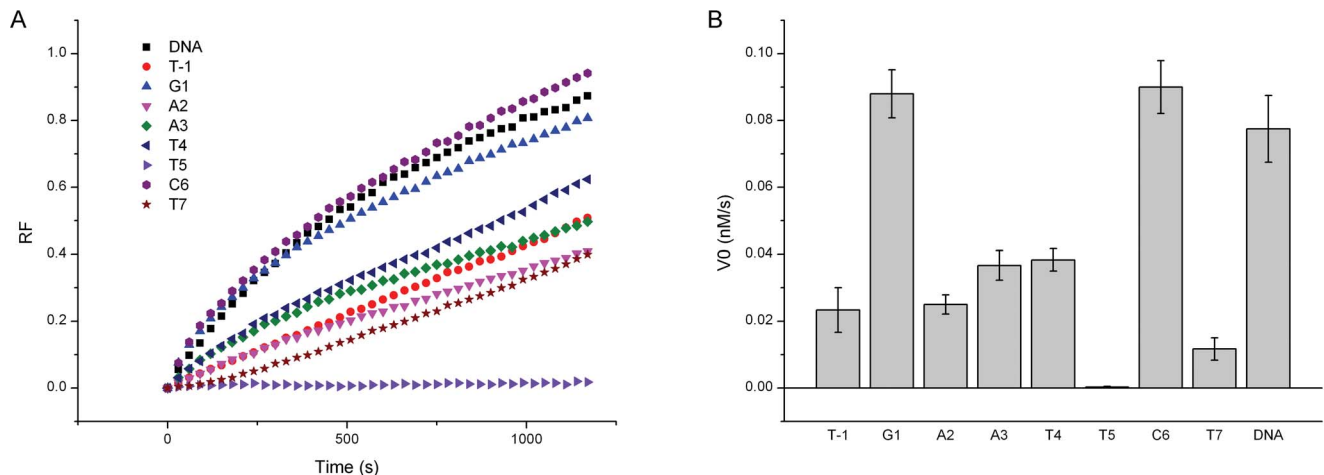 A
DNA
T-1
G1
A2
A3
T4
T5
C6
T7
RF
1.0
0.8
0.6
0.4
0.2
0.0
0
500
1000
Time (s)
B
V0 (nM/s)
0.10
0.08
0.06
0.04
0.02
0.00
T-1 G1 A2 A3 T4 T5 C6 T7 DNA